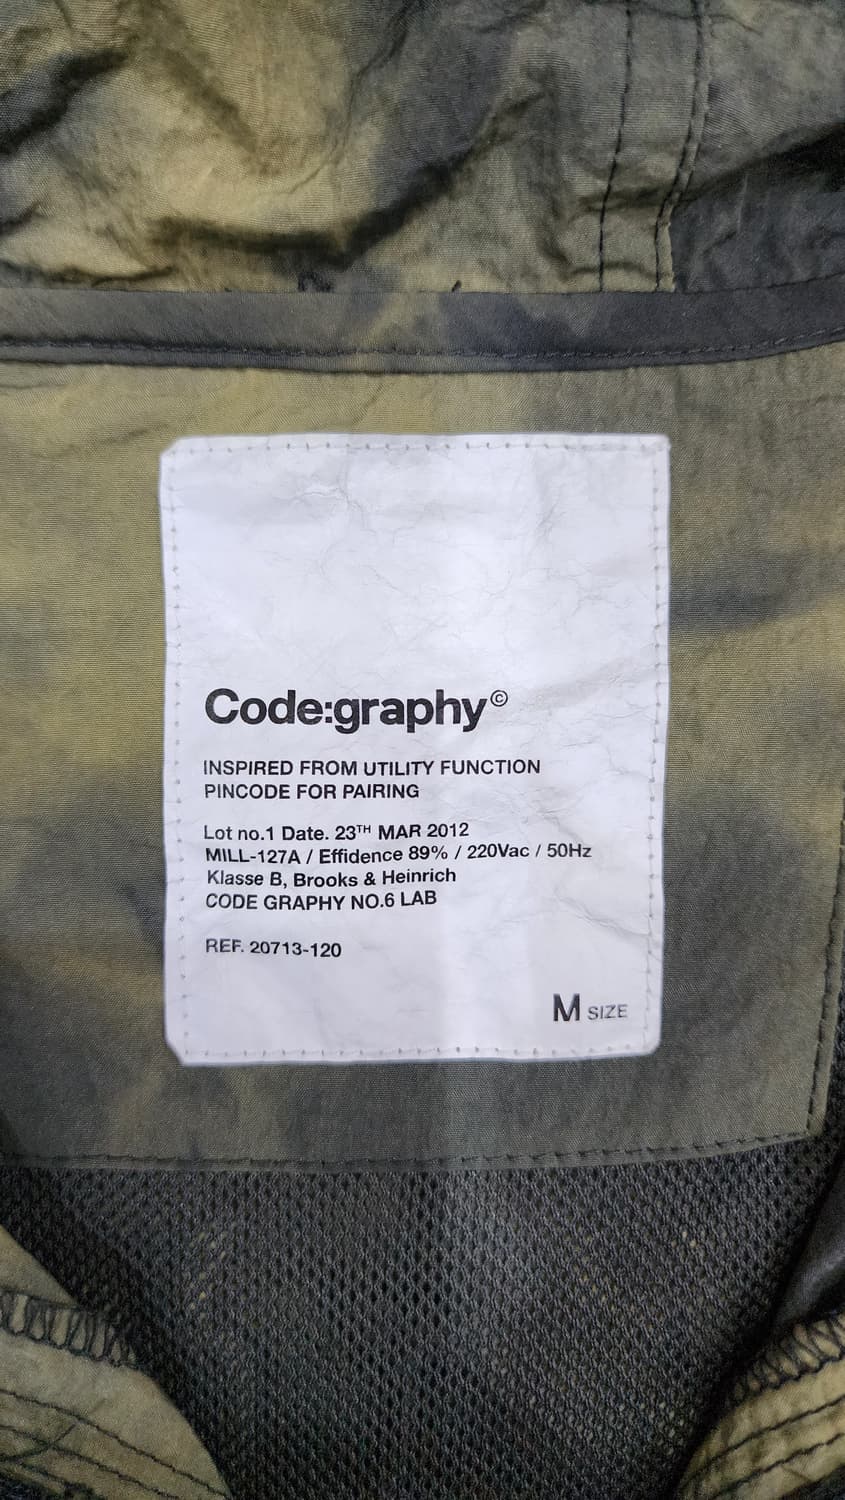 Code:graphy©
INSPIRED FROM UTILITY FUNCTION
PINCODE FOR PAIRING
Lot no.1 Date. 23TH MAR 2012
MILL-127A / Effidence 89% / 220Vac / 50Hz
Klasse B, Brooks & Heinrich
CODE GRAPHY NO.6 LAB
REF. 20713-120
M SIZE